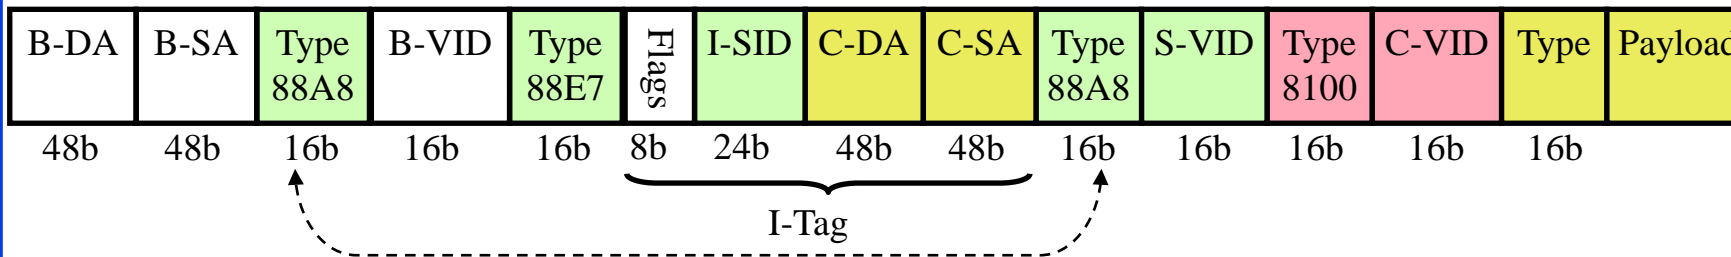 B-DA B-SA Type 88A8 B-VID Type 88E7 Flags I-SID C-DA C-SA Type 88A8 S-VID Type 8100 C-VID Type Payload
48b 48b 16b 16b 16b 8b 24b 48b 48b 16b 16b 16b 16b 16b
I-Tag